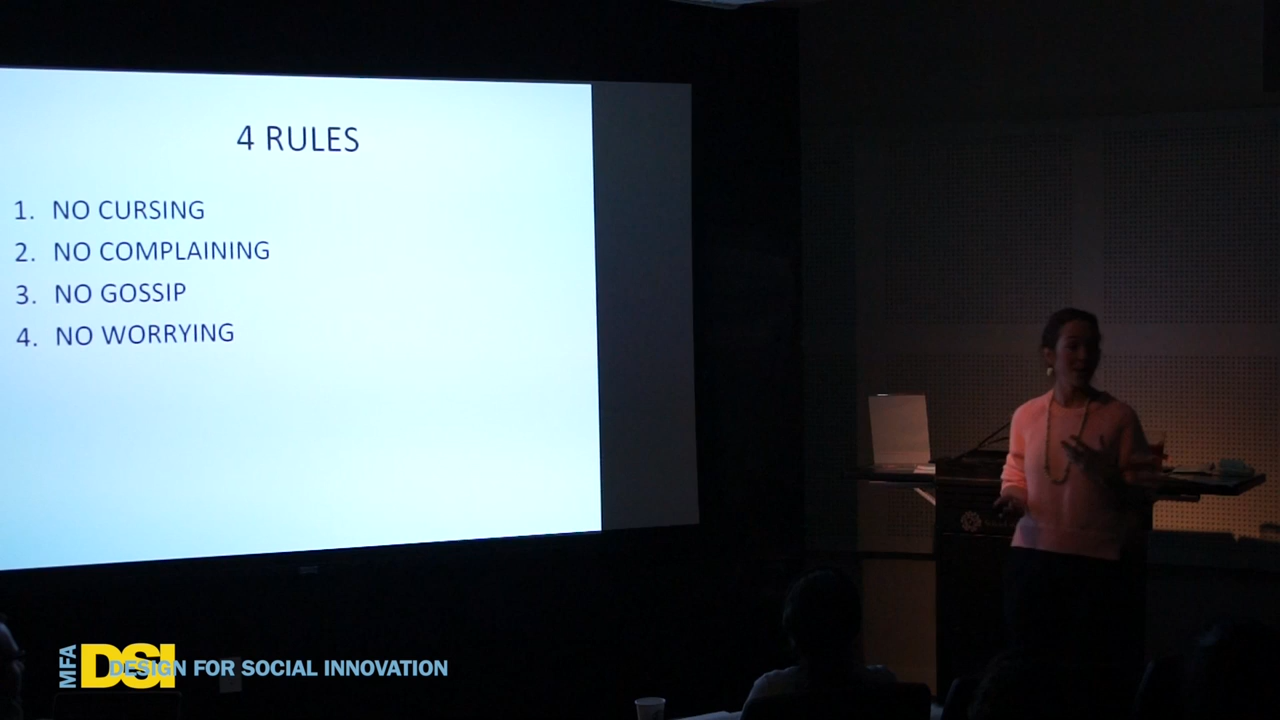 4 RULES
1. NO CURSING
2. NO COMPLAINING
3. NO GOSSIP
4. NO WORRYING
MFA DSI DESIGN FOR SOCIAL INNOVATION